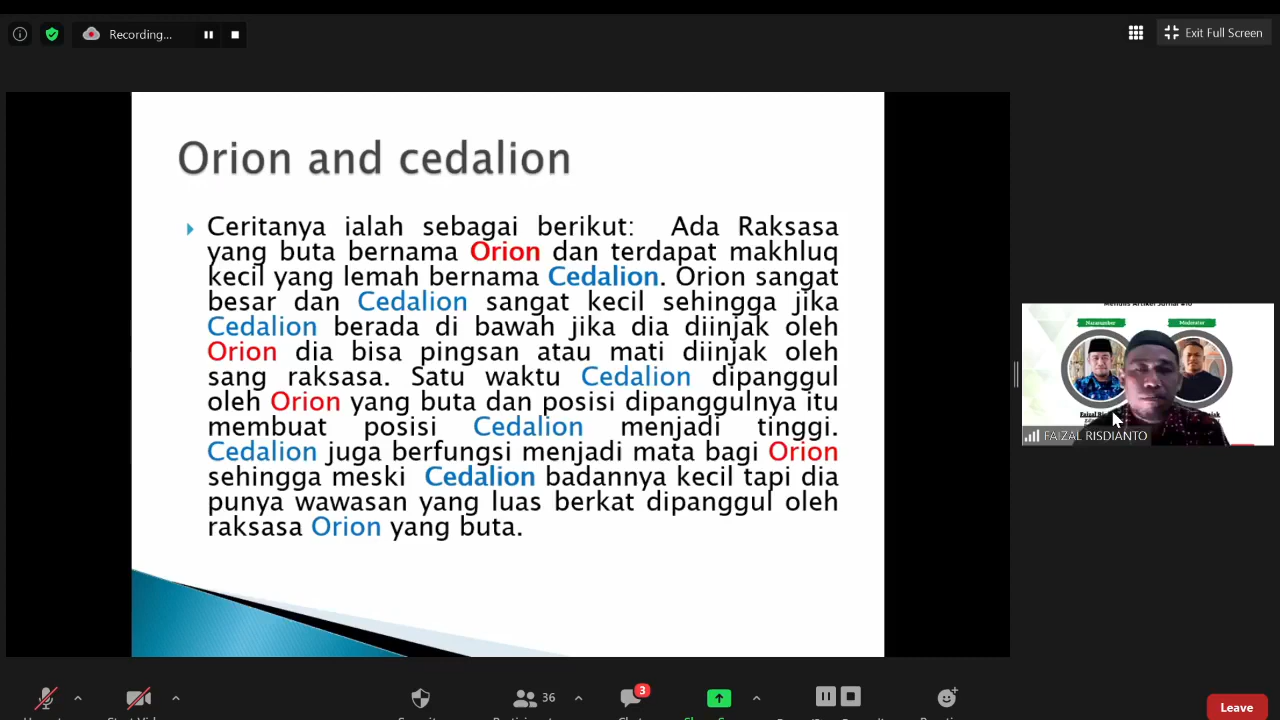 Recording...
Exit Full Screen
Orion and cedalion
Ceritanya ialah sebagai berikut: Ada Raksasa
yang buta bernama Orion dan terdapat makhluq
kecil yang lemah bernama Cedalion. Orion sangat
besar dan Cedalion sangat kecil sehingga jika
Cedalion berada di bawah jika dia diinjak oleh
Orion dia bisa pingsan atau mati diinjak oleh
sang raksasa. Satu waktu Cedalion dipanggul
oleh Orion yang buta dan posisi dipanggulnya itu
membuat posisi Cedalion menjadi tinggi.
Cedalion juga berfungsi menjadi mata bagi Orion
sehingga meski Cedalion badannya kecil tapi dia
punya wawasan yang luas berkat dipanggul oleh
raksasa Orion yang buta.
Narasumber
Moderator
FAIZAL RISDIANTO
36
3
Leave